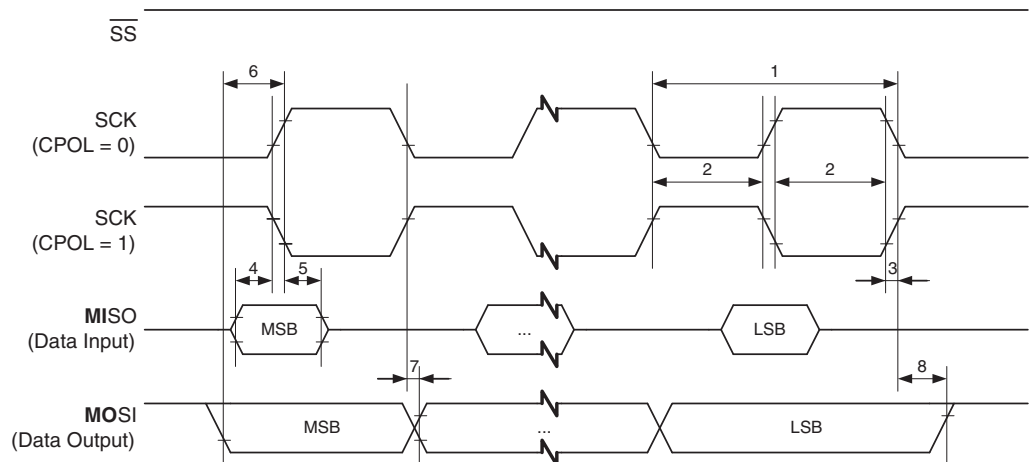 SS
6
1
SCK
(CPOL = 0)
2
2
SCK
(CPOL = 1)
4
5
3
MISO
(Data Input)
MSB
...
LSB
7
8
MOSI
(Data Output)
MSB
...
LSB